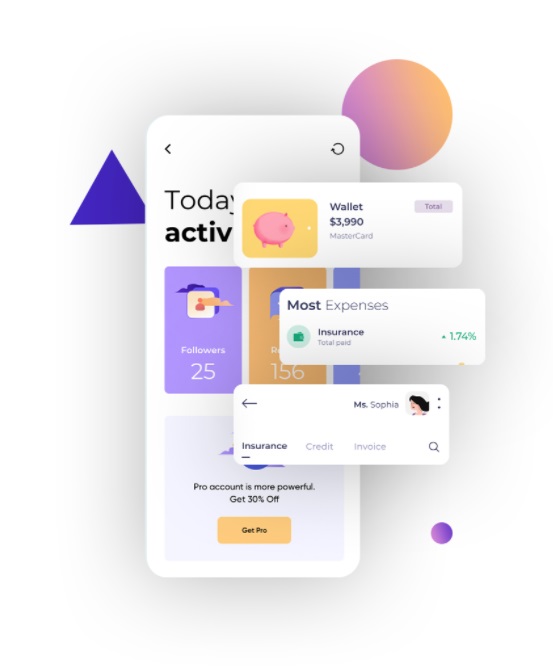 Today
activ
Wallet
Total
$3,990
MasterCard
Most Expenses
Insurance
Total paid
1.74%
Followers
25
R
156
Ms. Sophia
Insurance
Credit
Invoice
Pro account is more powerful.
Get 30% Off
Get Pro